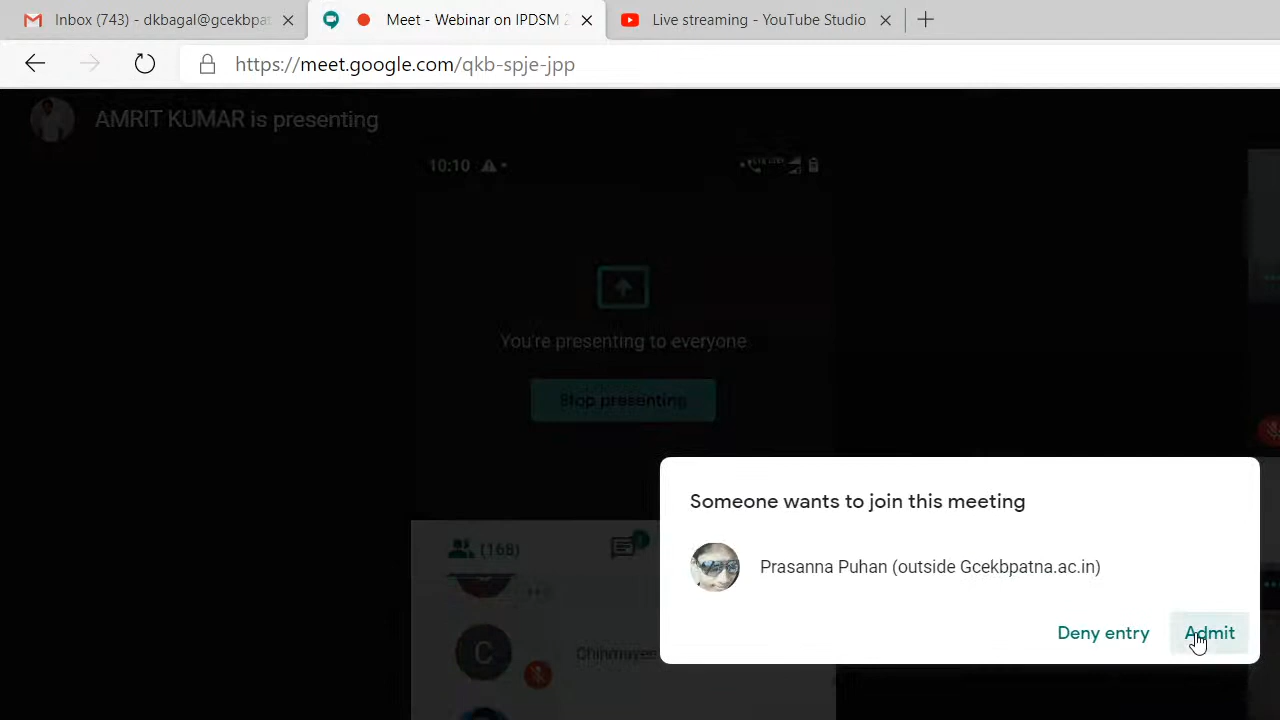 Inbox (743) - dkbagal@gcekbpat
Meet - Webinar on IPDSM 2
Live streaming - YouTube Studio
https://meet.google.com/qkb-spje-jpp
AMRIT KUMAR is presenting
10:10
You're presenting to everyone
Stop presenting
Someone wants to join this meeting
(168)
Prasanna Puhan (outside Gcekbpatna.ac.in)
Deny entry
Admit
C
Chinmayee